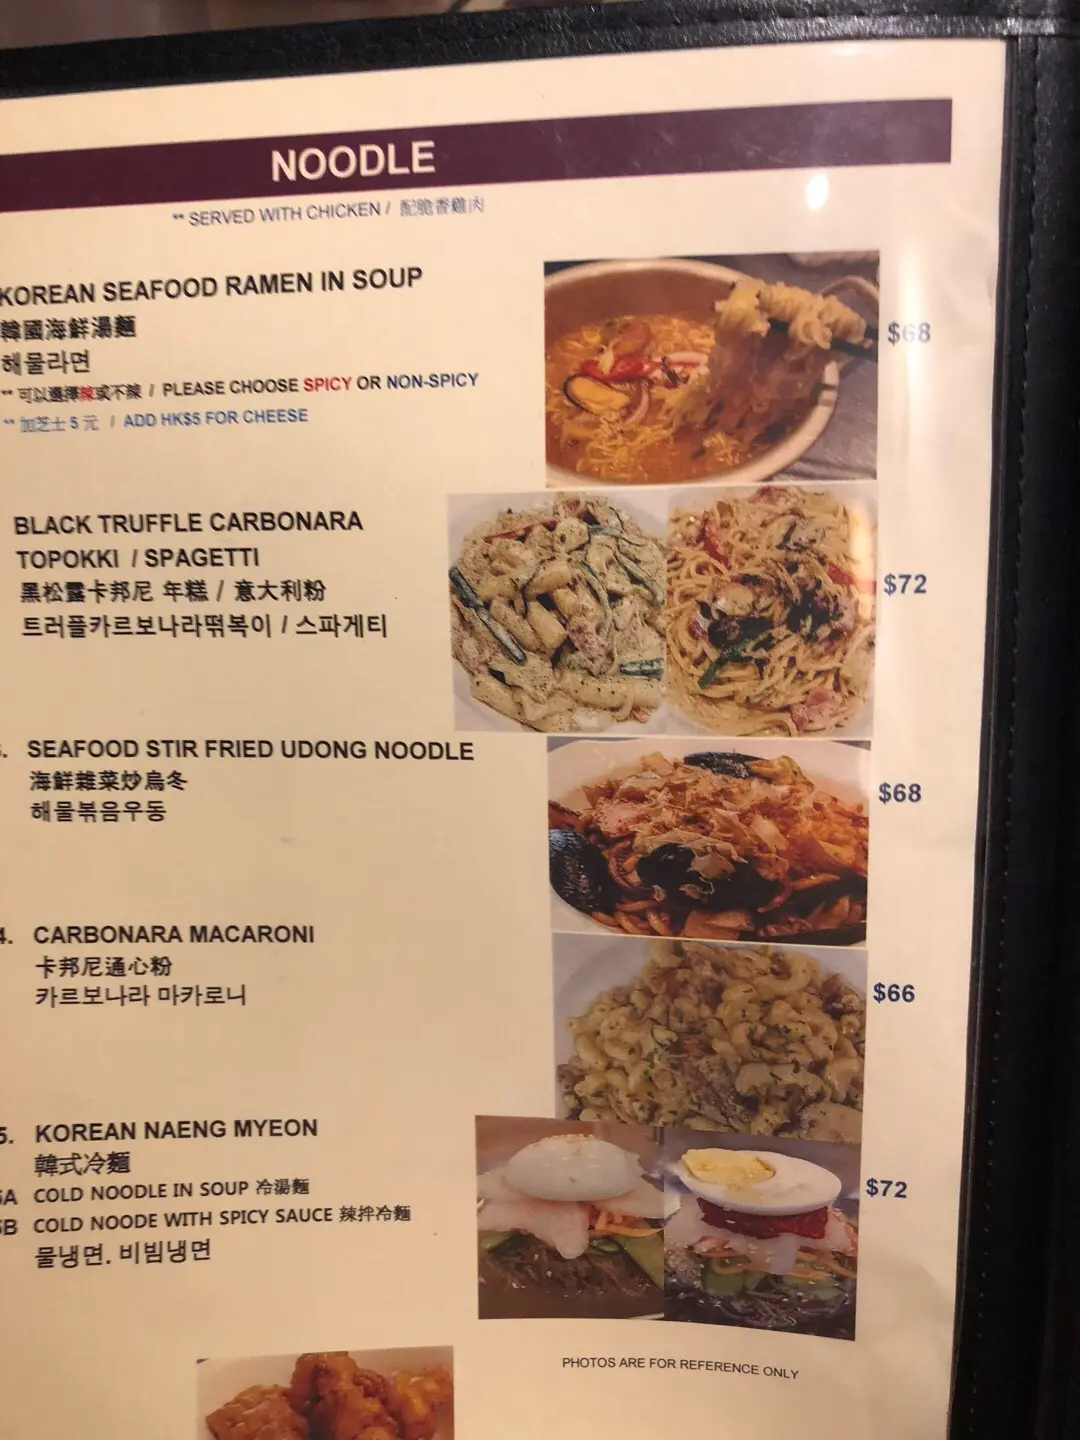 NOODLE
** SERVED WITH CHICKEN / 配脆香雞肉
KOREAN SEAFOOD RAMEN IN SOUP
韓國海鮮湯麵
해물라면
$68
** 可以選擇辣或不辣 / PLEASE CHOOSE SPICY OR NON-SPICY
** 加芝士 5 元 / ADD HK$5 FOR CHEESE
BLACK TRUFFLE CARBONARA
TOPOKKI / SPAGETTI
黑松露卡邦尼 年糕 / 意大利粉
트러플카르보나라떡볶이 / 스파게티
$72
. SEAFOOD STIR FRIED UDONG NOODLE
海鮮雜菜炒烏冬
해물볶음우동
$68
4. CARBONARA MACARONI
卡邦尼通心粉
카르보나라 마카로니
$66
5. KOREAN NAENG MYEON
韓式冷麵
5A COLD NOODLE IN SOUP 冷湯麵
5B COLD NOODE WITH SPICY SAUCE 辣拌冷麵
물냉면. 비빔냉면
$72
PHOTOS ARE FOR REFERENCE ONLY